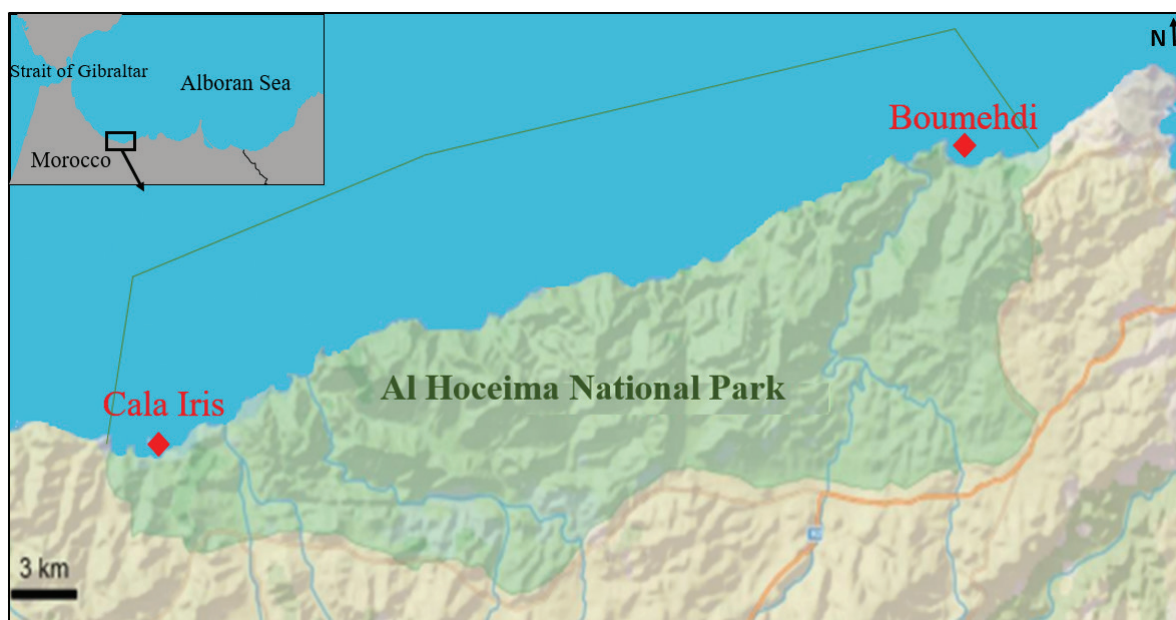 Strait of Gibraltar
Alboran Sea
Morocco
N
Boumehdi
Al Hoceima National Park
Cala Iris
3 km